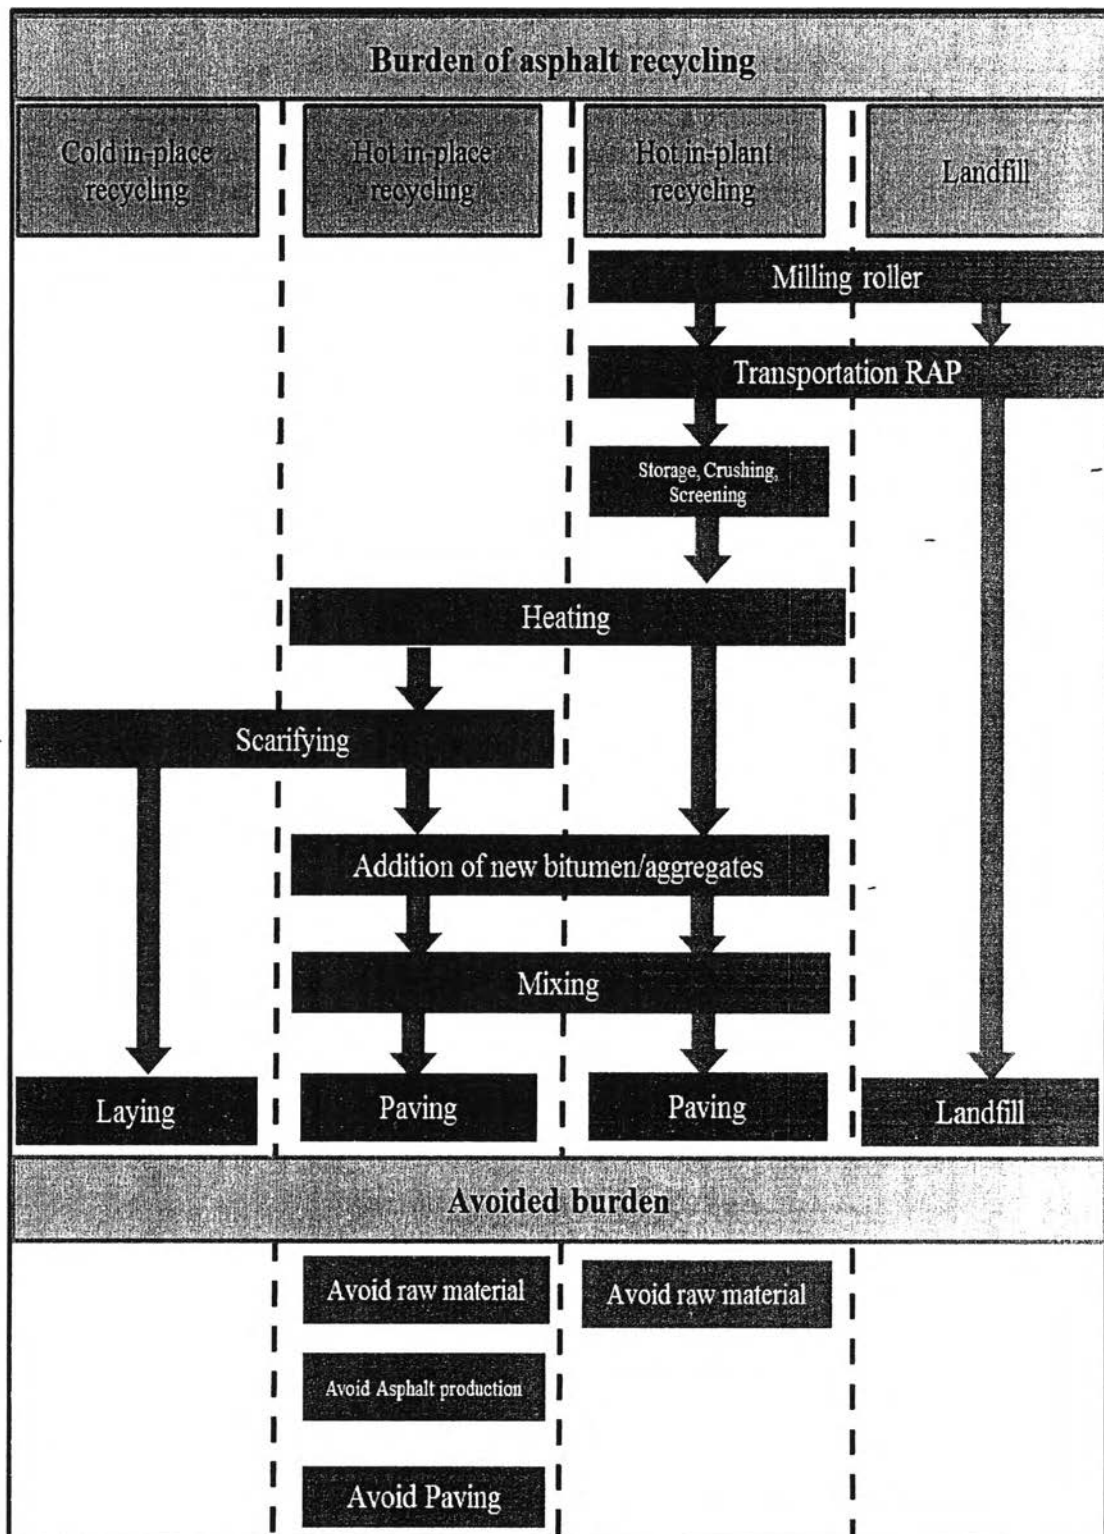 Burden of asphalt recycling
Cold in-place
recycling
Hot in-place
recycling
Hot in-plant
recycling
Landfill
Milling roller
Transportation RAP
Storage, Crushing,
Screening
Heating
Scarifying
Addition of new bitumen/aggregates
Mixing
Laying
Paving
Paving
Landfill
Avoided burden
Avoid raw material
Avoid raw material
Avoid Asphalt production
Avoid Paving